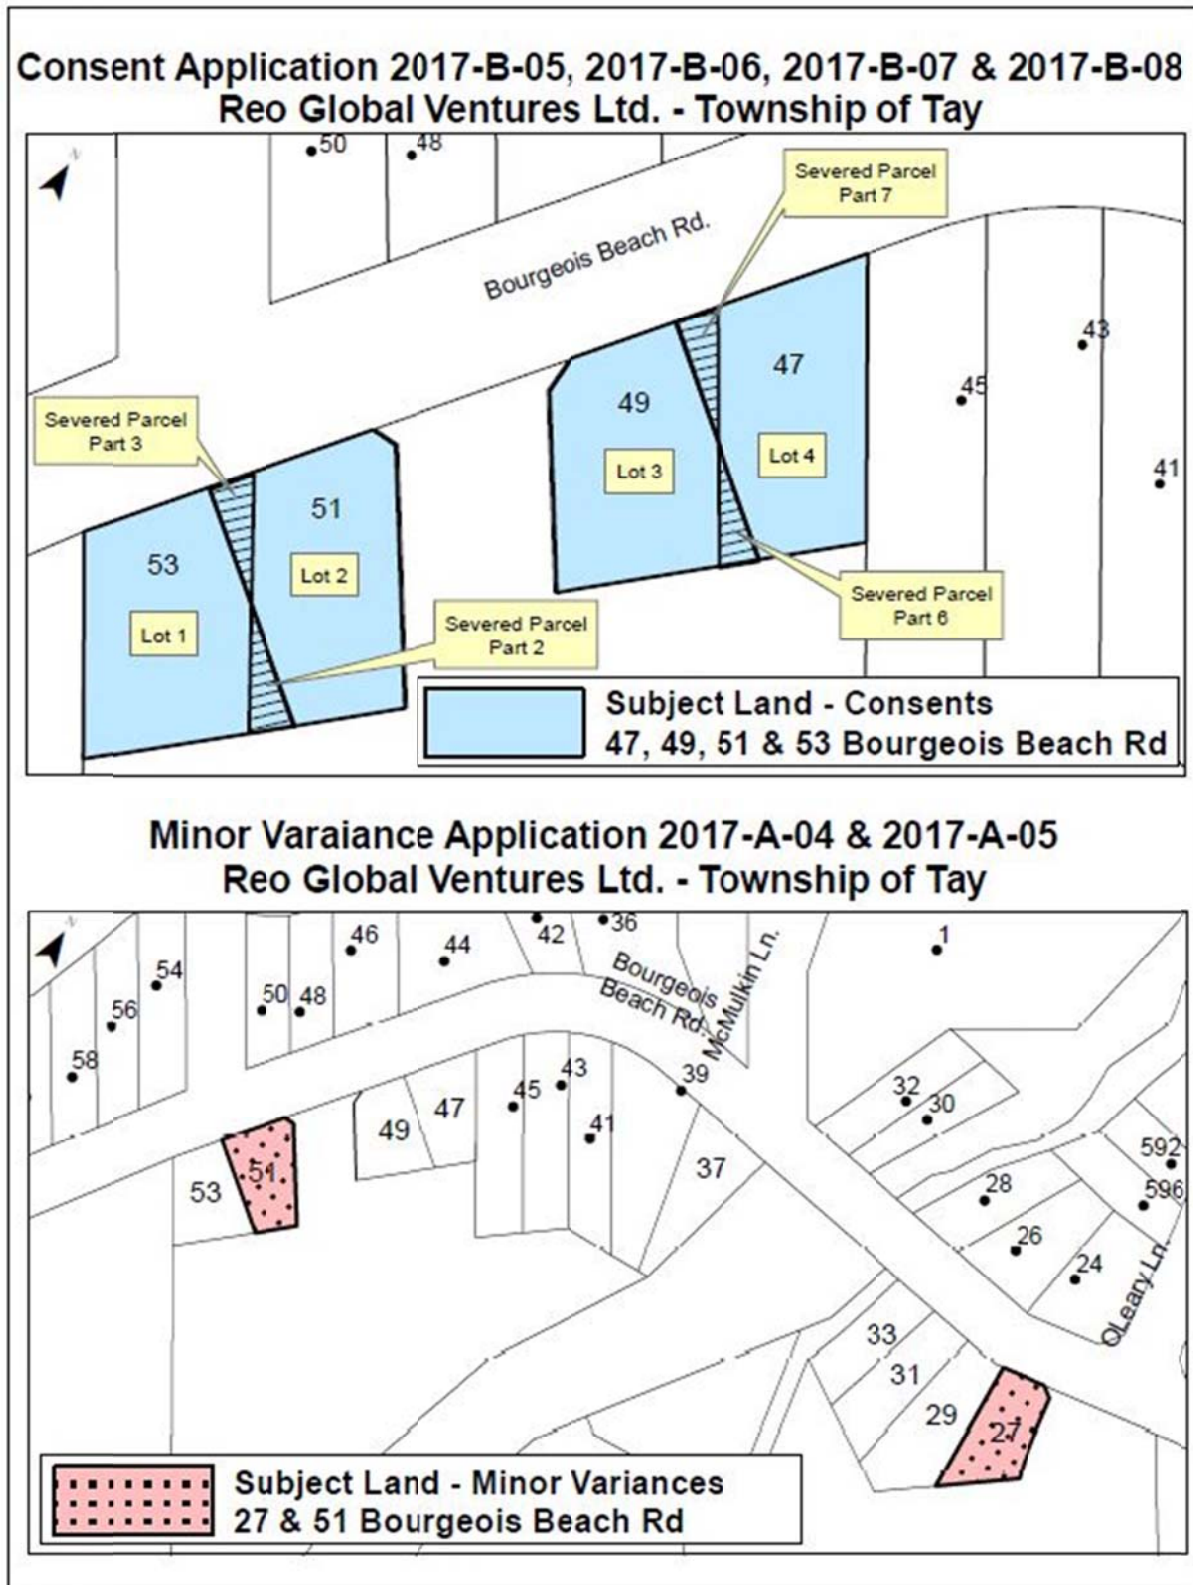 Consent Application 2017-B-05, 2017-B-06, 2017-B-07 & 2017-B-08
Reo Global Ventures Ltd. - Township of Tay
N
50
48
Severed Parcel
Part 7
Bourgeois Beach Rd.
43
47
45
49
Severed Parcel
Part 3
Lot 4
Lot 3
41
51
53
Lot 2
Severed Parcel
Part 6
Lot 1
Severed Parcel
Part 2
Subject Land - Consents
47, 49, 51 & 53 Bourgeois Beach Rd
Minor Varaiance Application 2017-A-04 & 2017-A-05
Reo Global Ventures Ltd. - Township of Tay
N
46
44
42
36
1
54
50
48
56
58
Bourgeois
Beach Rd.
McMulkin Ln.
43
39
45
47
49
41
32
30
37
51
53
592
596
28
26
24
OLeary Ln.
33
31
29
27
Subject Land - Minor Variances
27 & 51 Bourgeois Beach Rd